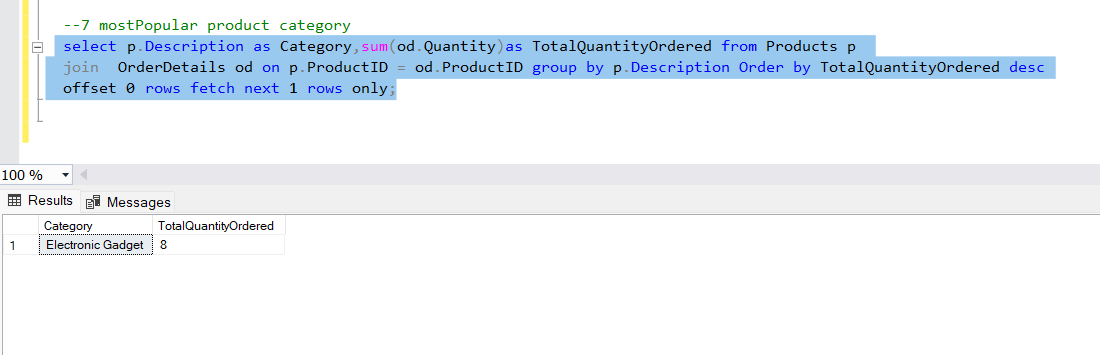 --7 mostPopular product category
select p.Description as Category,sum(od.Quantity)as TotalQuantityOrdered from Products p
join  OrderDetails od on p.ProductID = od.ProductID group by p.Description Order by TotalQuantityOrdered desc
offset 0 rows fetch next 1 rows only;
100 %
Results Messages
Category TotalQuantityOrdered
1 Electronic Gadget 8